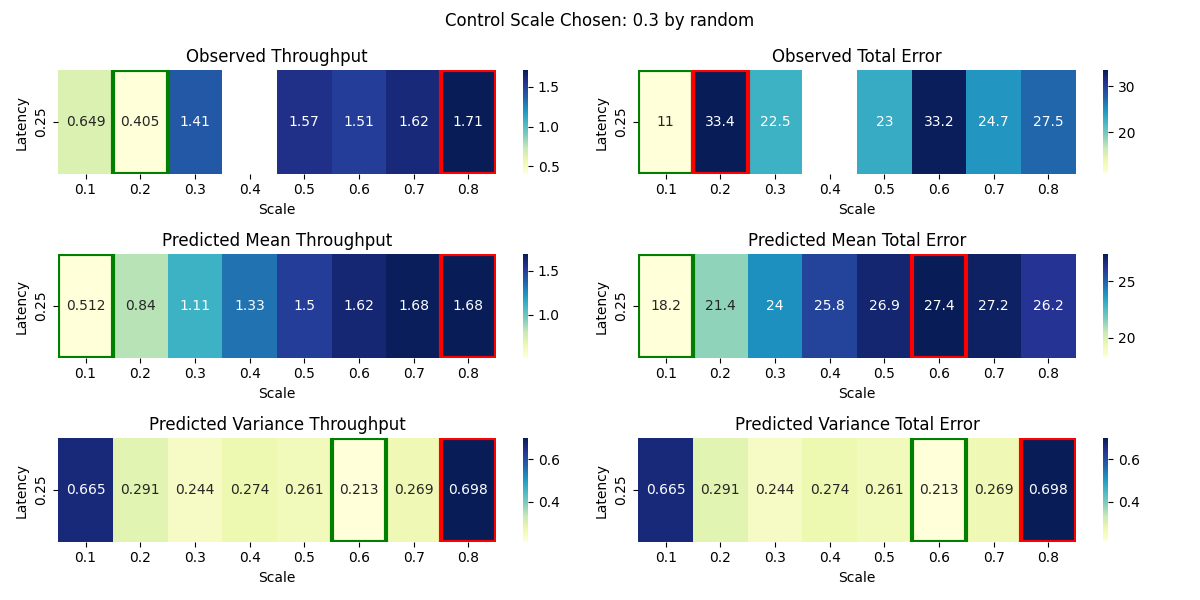 Control Scale Chosen: 0.3 by random
Observed Throughput
Latency
0.25
0.649 0.405 1.41 1.57 1.51 1.62 1.71
0.1 0.2 0.3 0.4 0.5 0.6 0.7 0.8
Scale
1.5
1.0
0.5
Observed Total Error
Latency
0.25
11 33.4 22.5 23 33.2 24.7 27.5
0.1 0.2 0.3 0.4 0.5 0.6 0.7 0.8
Scale
30
20
Predicted Mean Throughput
Latency
0.25
0.512 0.84 1.11 1.33 1.5 1.62 1.68 1.68
0.1 0.2 0.3 0.4 0.5 0.6 0.7 0.8
Scale
1.5
1.0
Predicted Mean Total Error
Latency
0.25
18.2 21.4 24 25.8 26.9 27.4 27.2 26.2
0.1 0.2 0.3 0.4 0.5 0.6 0.7 0.8
Scale
25
20
Predicted Variance Throughput
Latency
0.25
0.665 0.291 0.244 0.274 0.261 0.213 0.269 0.698
0.1 0.2 0.3 0.4 0.5 0.6 0.7 0.8
Scale
0.6
0.4
Predicted Variance Total Error
Latency
0.25
0.665 0.291 0.244 0.274 0.261 0.213 0.269 0.698
0.1 0.2 0.3 0.4 0.5 0.6 0.7 0.8
Scale
0.6
0.4